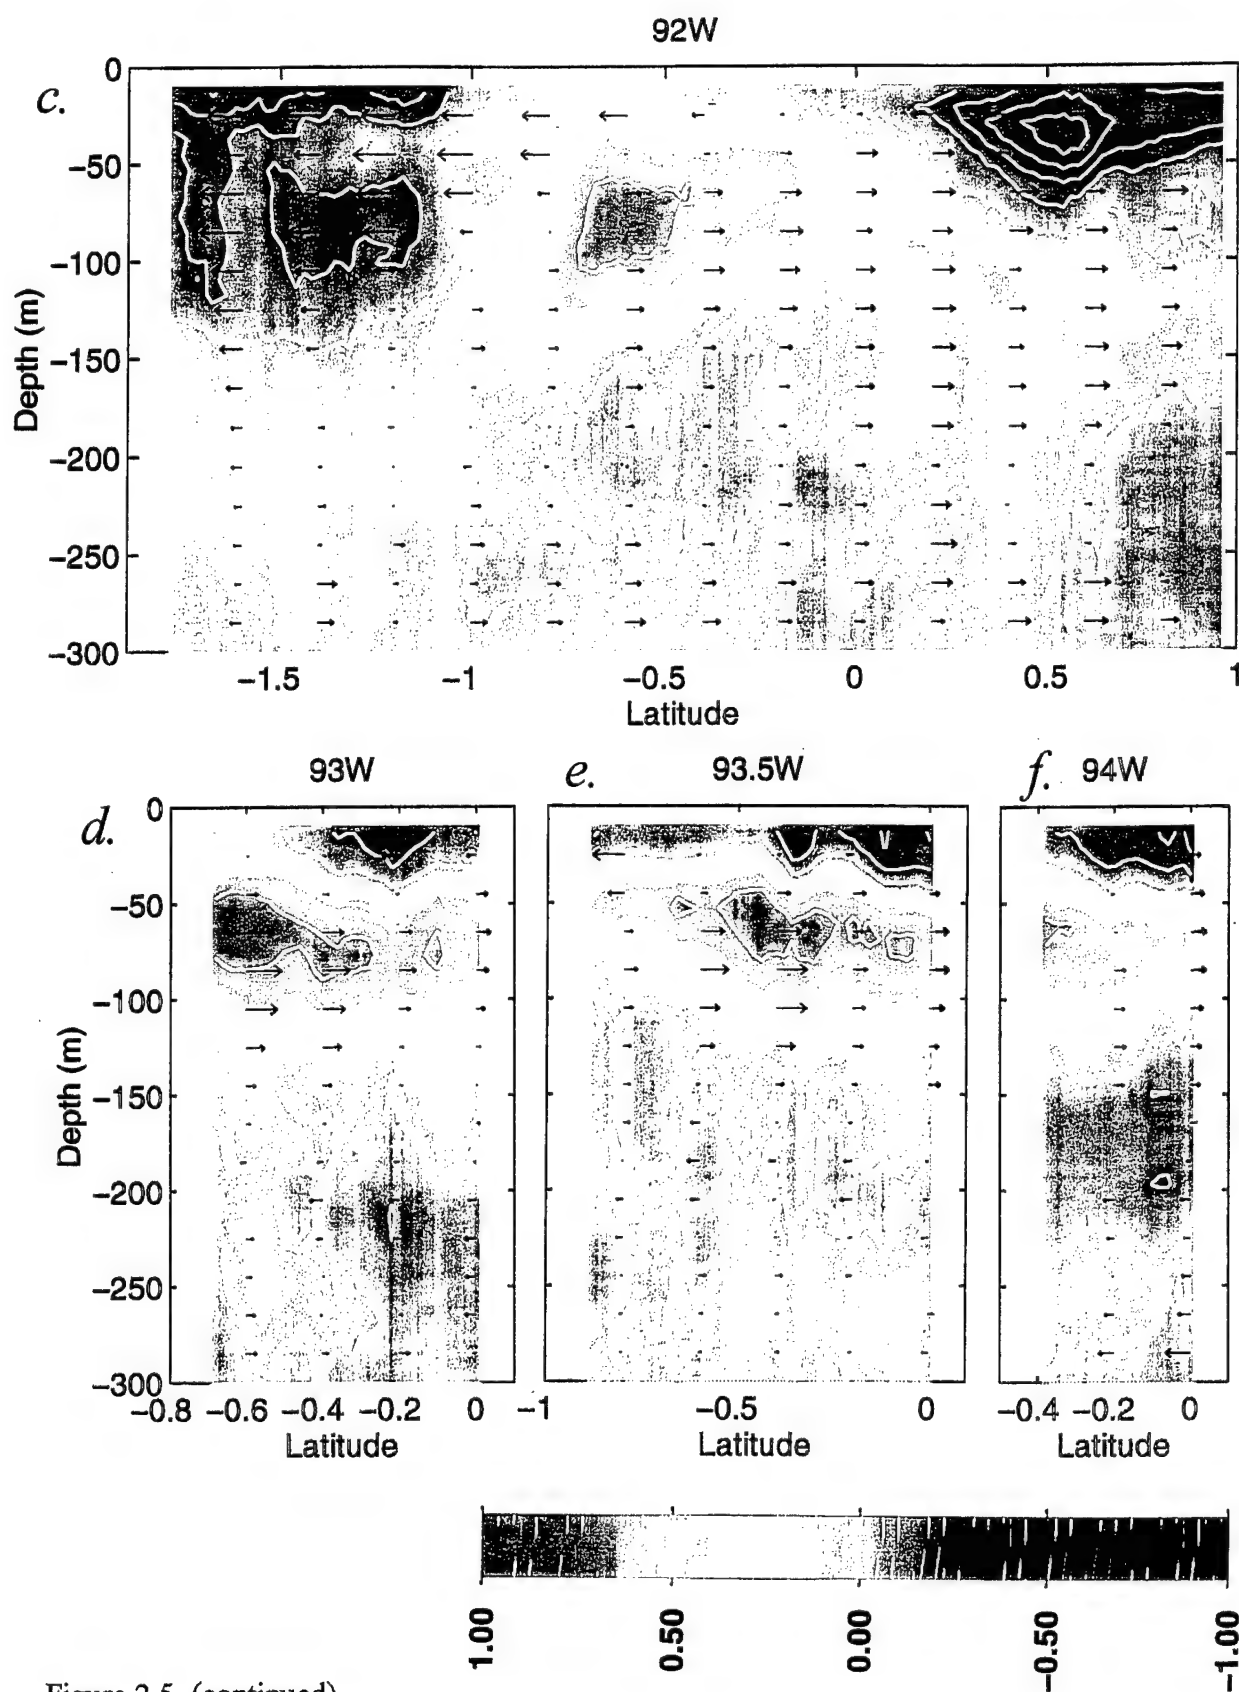 92W
c.
0
−50
−100
−150
−200
−250
−300
Depth (m)
−1.5 −1 −0.5 0 0.5 1
Latitude
d. 93W e. 93.5W f. 94W
0
−50
−100
−150
−200
−250
−300
Depth (m)
−0.8 −0.6 −0.4 −0.2 0 −1 −0.5 0 −0.4 −0.2 0
Latitude Latitude Latitude
1.00 0.50 0.00 −0.50 −1.00
Figure 2.5. (continued)